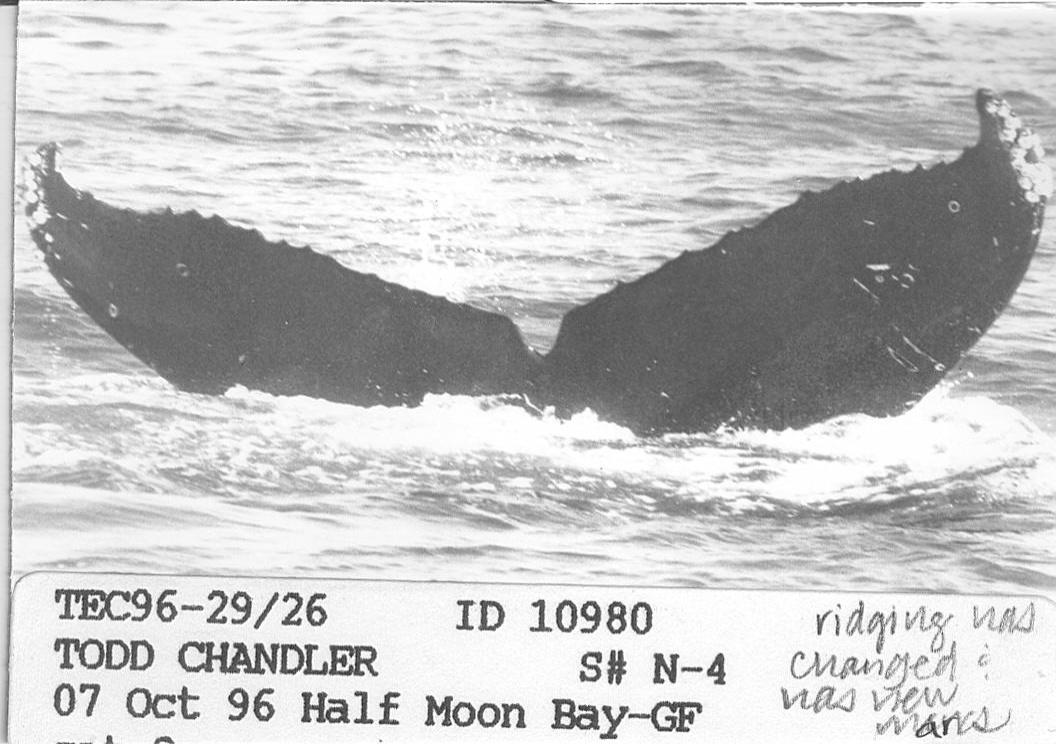 TEC96-29/26 ID 10980
TODD CHANDLER S# N-4
07 Oct 96 Half Moon Bay-GF
ridging has
changed &
has new
marks